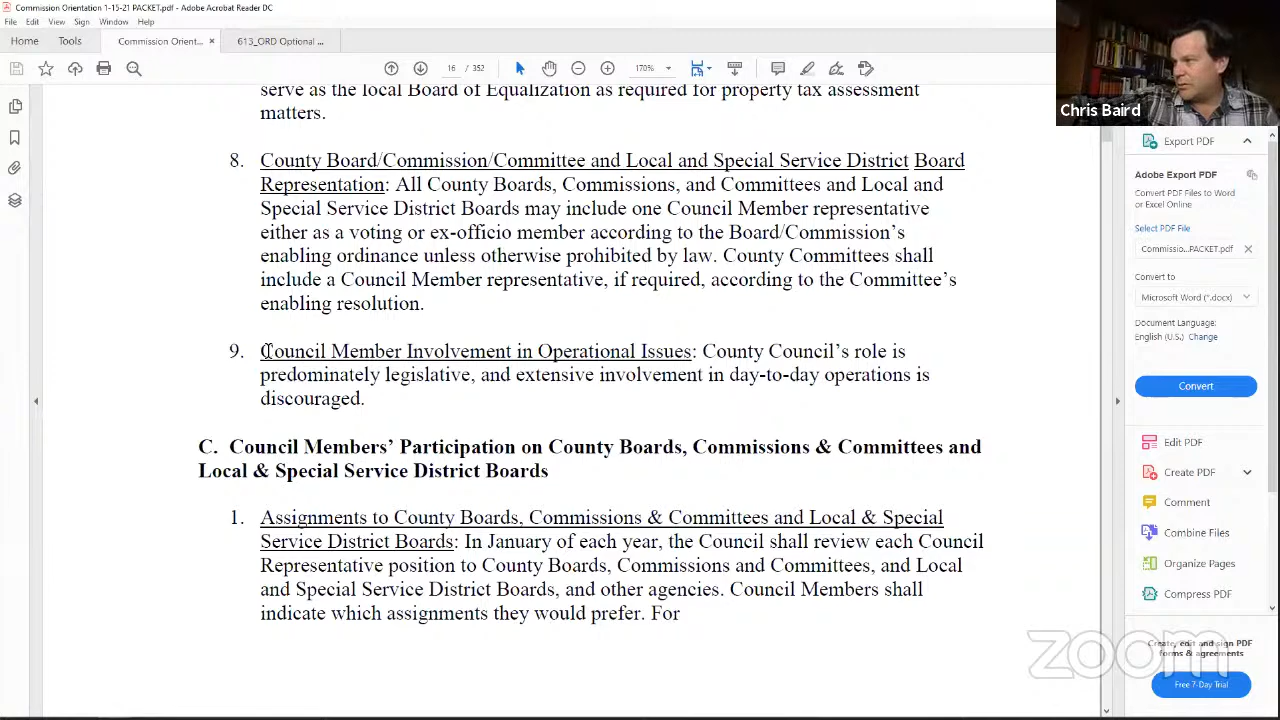 Commission Orientation 1-15-21 PACKET.pdf - Adobe Acrobat Reader DC
File Edit View Sign Window Help
Home Tools Commission Orient... × 613_ORD Optional ...
16 / 352 170%
Chris Baird
serve as the local Board of Equalization as required for property tax assessment
matters.
8. County Board/Commission/Committee and Local and Special Service District Board
Representation: All County Boards, Commissions, and Committees and Local and
Special Service District Boards may include one Council Member representative
either as a voting or ex-officio member according to the Board/Commission's
enabling ordinance unless otherwise prohibited by law. County Committees shall
include a Council Member representative, if required, according to the Committee's
enabling resolution.
9. Council Member Involvement in Operational Issues: County Council's role is
predominately legislative, and extensive involvement in day-to-day operations is
discouraged.
C. Council Members' Participation on County Boards, Commissions & Committees and
Local & Special Service District Boards
1. Assignments to County Boards, Commissions & Committees and Local & Special
Service District Boards: In January of each year, the Council shall review each Council
Representative position to County Boards, Commissions and Committees, and Local
and Special Service District Boards, and other agencies. Council Members shall
indicate which assignments they would prefer. For
Export PDF
Adobe Export PDF
Convert PDF Files to Word
or Excel Online
Select PDF File
Commissio...PACKET.pdf
Convert to
Microsoft Word (*.docx)
Document Language:
English (U.S.) Change
Convert
Edit PDF
Create PDF
Comment
Combine Files
Organize Pages
Compress PDF
Create, edit and sign PDF
forms & agreements
Free 7-Day Trial
zoom